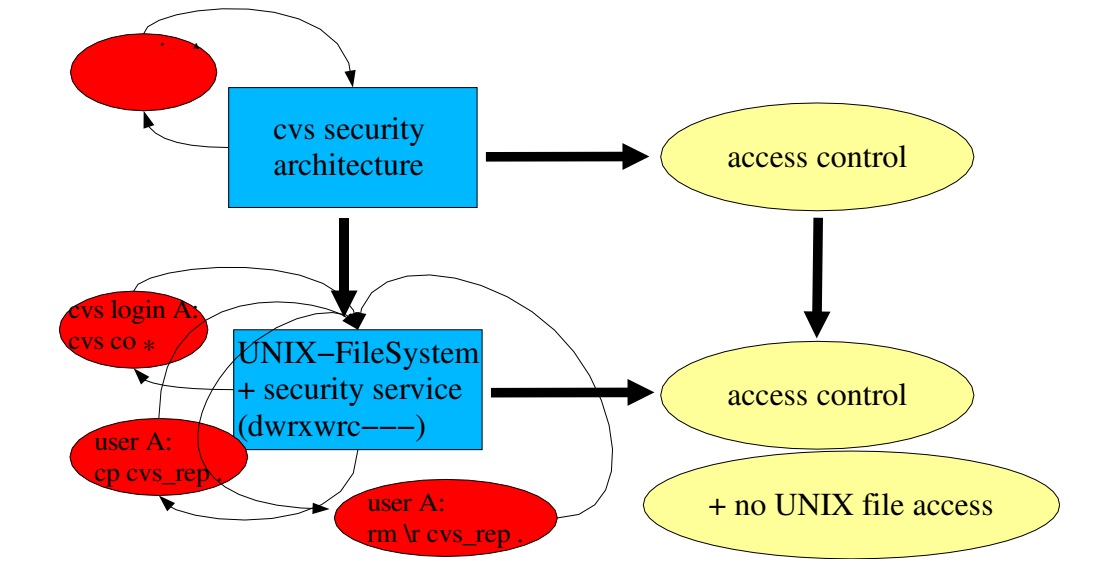 cvs security
architecture
access control
cvs login A:
cvs co *
UNIX−FileSystem
+ security service
(dwrxwrc−−−)
access control
user A:
cp cvs_rep .
user A:
rm \r cvs_rep .
+ no UNIX file access